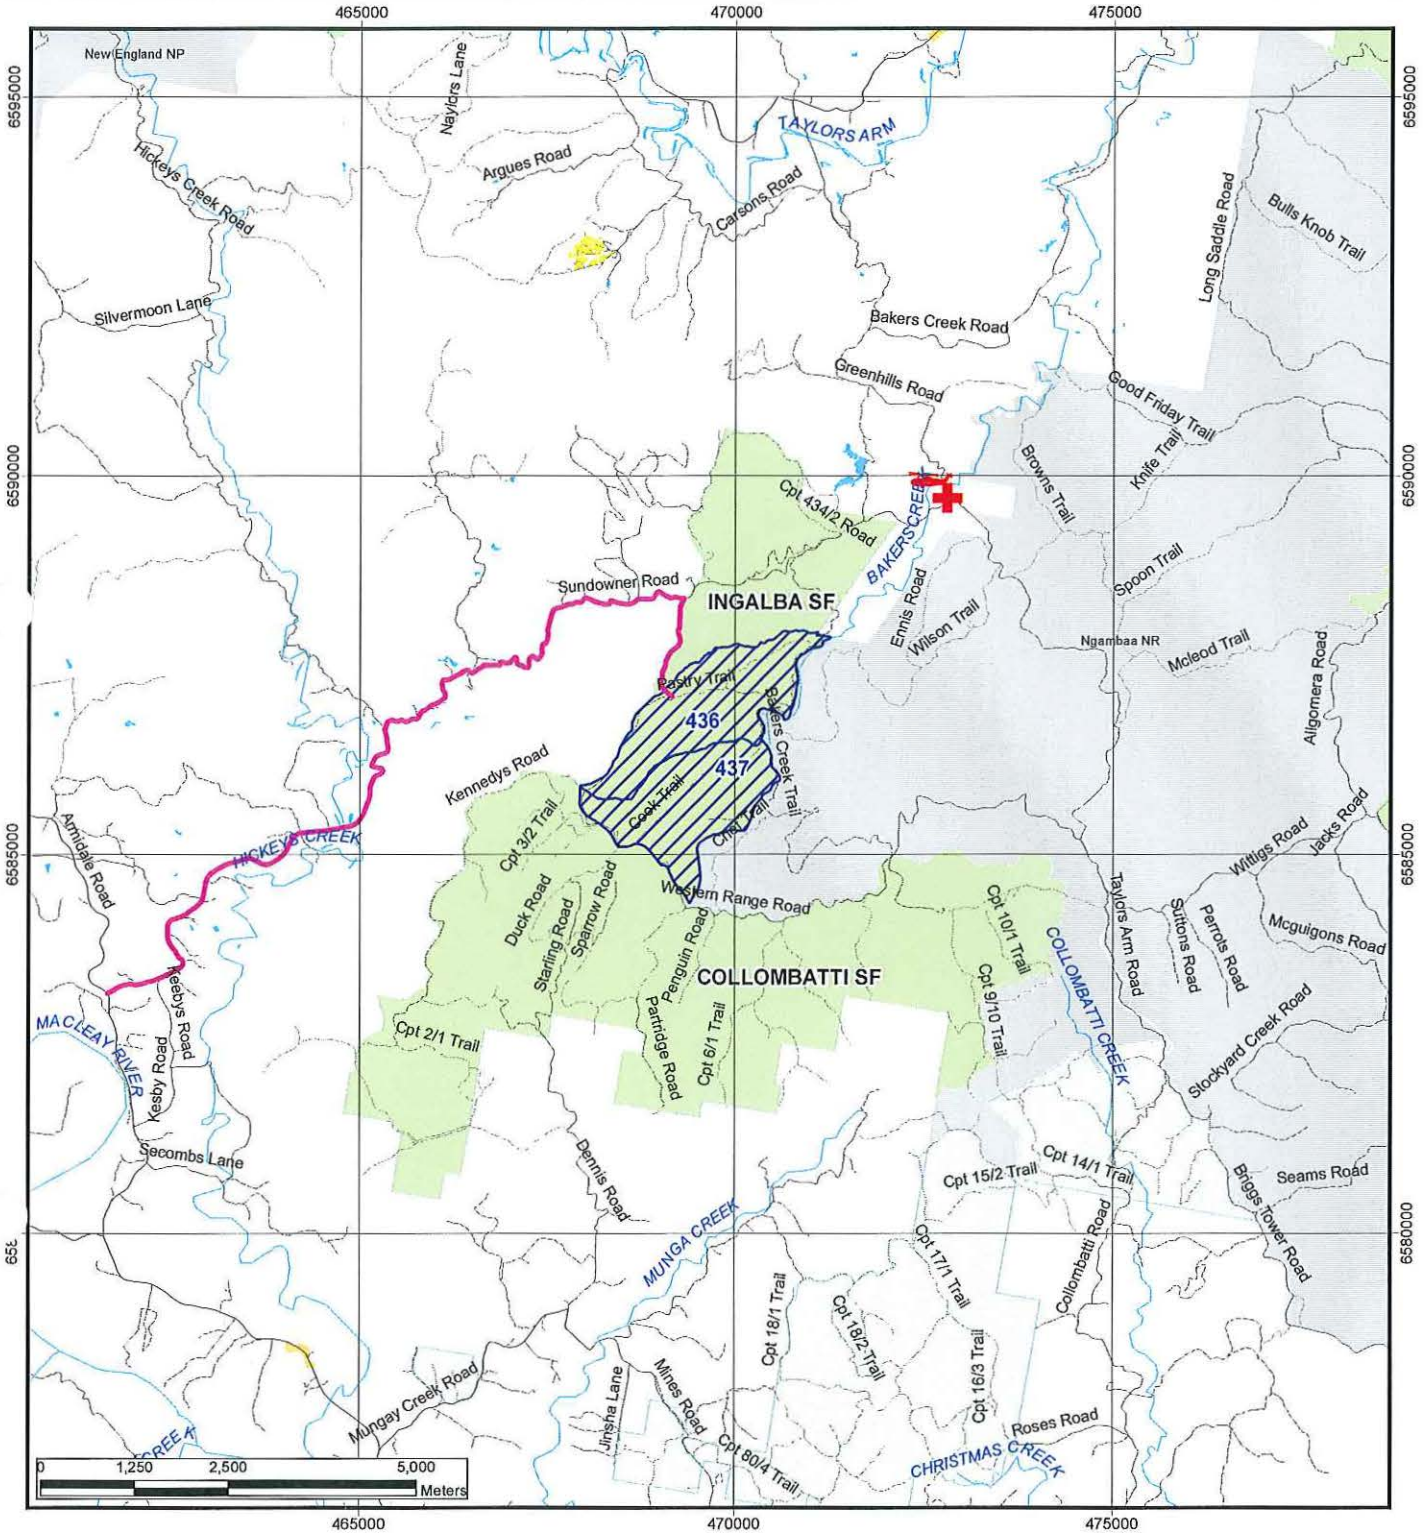 465000
470000
475000
6595000
6595000
New England NP
Naylors Lane
TAYLORS ARM
Hickeys Creek Road
Argues Road
Carsons Road
Long Saddle Road
Bulls Knob Trail
Silvermoon Lane
Bakers Creek Road
Greenhills Road
Good Friday Trail
Knife Trail
Browns Trail
6590000
6590000
Cpt 434/2 Road
BAKERS CREEK
Spoon Trail
Sundowner Road
INGALBA SF
Ennis Road
Wilson Trail
Ngambaa NR
Mcleod Trail
Allgomera Road
Pastry Trail
436
Bakers Creek Trail
437
Kennedys Road
Cook Trail
Chef Trail
Cpt 3/2 Trail
Armidale Road
HICKEYS CREEK
6585000
6585000
Jacks Road
Wittigs Road
Western Range Road
Duck Road
Starling Road
Sparrow Road
Penguin Road
Cpt 10/1 Trail
Taylors Arm Road
Suttons Road
Perrots Road
Mcguigons Road
COLLOMBATTI SF
COLLOMBATTI CREEK
Cpt 9/10 Trail
Keebys Road
MACLEAY RIVER
Kesby Road
Cpt 2/1 Trail
Partridge Road
Cpt 6/1 Trail
Stockyard Creek Road
Secombs Lane
Dennis Road
Cpt 15/2 Trail
Cpt 14/1 Trail
Seams Road
Briggs Tower Road
MUNGA CREEK
Collombatti Road
658
6580000
Cpt 17/1 Trail
Cpt 18/1 Trail
Cpt 18/2 Trail
Cpt 16/3 Trail
Mungay Creek Road
Jinsha Lane
Mines Road
Roses Road
CREEK
Cpt 80/4 Trail
CHRISTMAS CREEK
0 1,250 2,500 5,000
Meters
465000
470000
475000